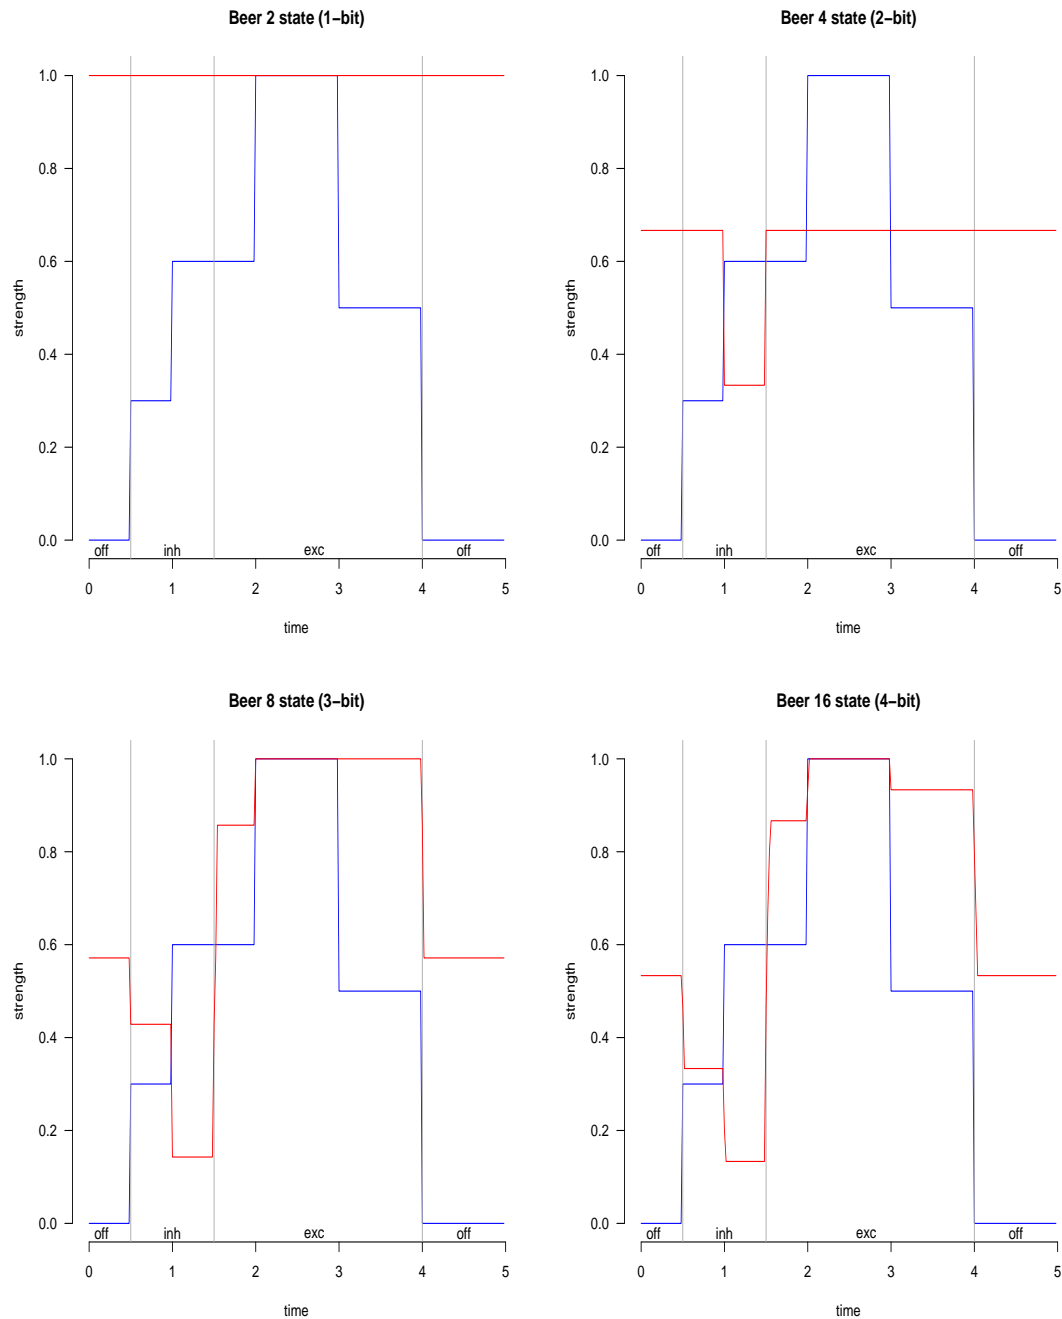 Beer 2 state (1−bit)
1.0
0.8
0.6
strength
0.4
0.2
0.0
off inh exc off
0 1 2 3 4 5
time
Beer 4 state (2−bit)
1.0
0.8
0.6
strength
0.4
0.2
0.0
off inh exc off
0 1 2 3 4 5
time
Beer 8 state (3−bit)
1.0
0.8
0.6
strength
0.4
0.2
0.0
off inh exc off
0 1 2 3 4 5
time
Beer 16 state (4−bit)
1.0
0.8
0.6
strength
0.4
0.2
0.0
off inh exc off
0 1 2 3 4 5
time